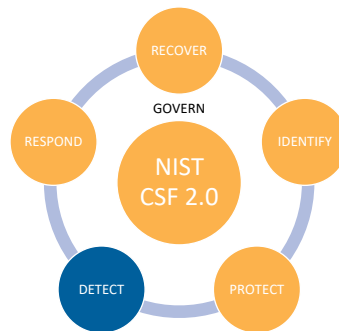 RECOVER
GOVERN
RESPOND
IDENTIFY
NIST
CSF 2.0
DETECT
PROTECT